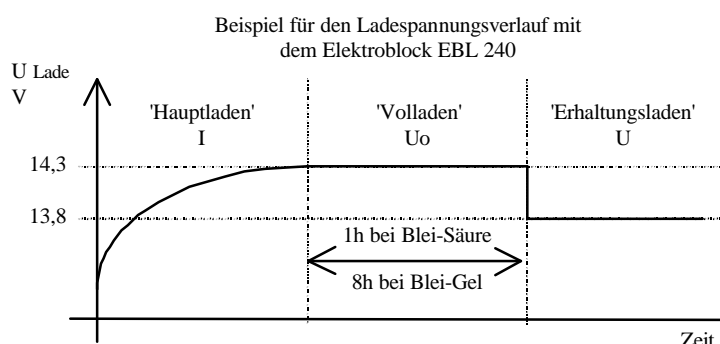 Beispiel für den Ladespannungsverlauf mit
dem Elektroblock EBL 240
U Lade
V
'Hauptladen'
I
'Volladen'
Uo
'Erhaltungsladen'
U
14,3
13,8
1h bei Blei-Säure
8h bei Blei-Gel
Zeit